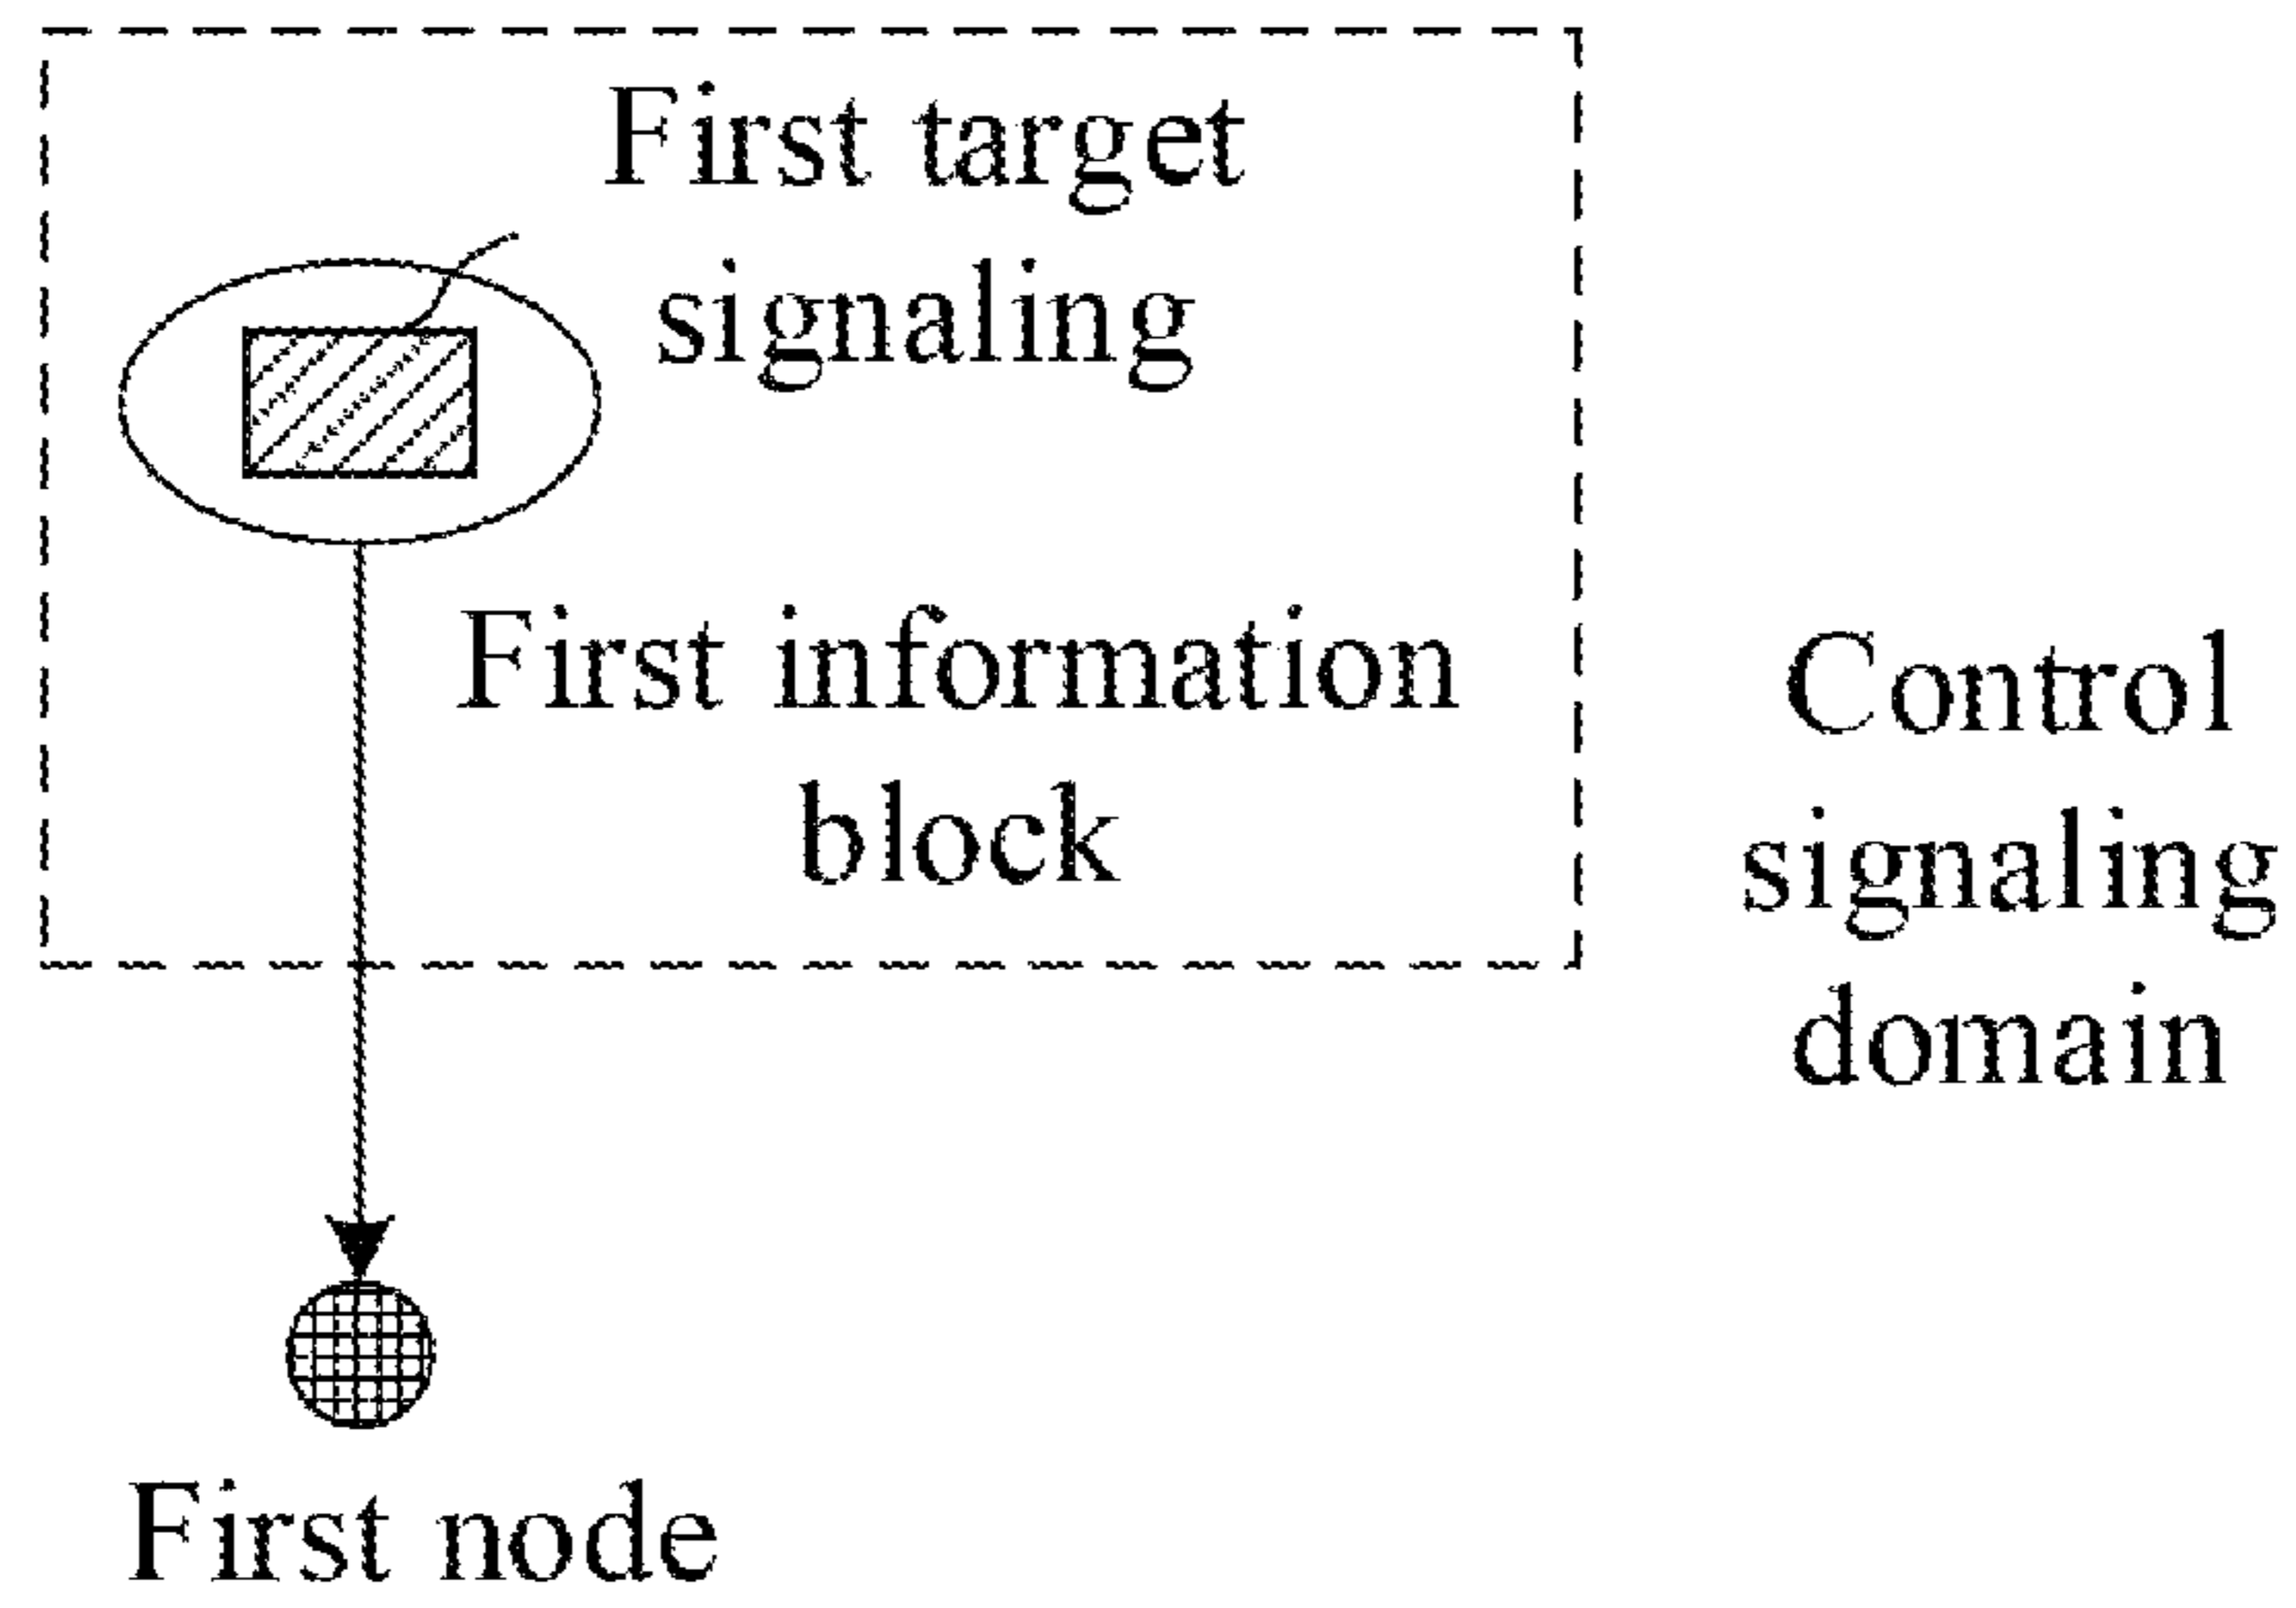 First target
signaling
First information
block
Control
signaling
domain
First node